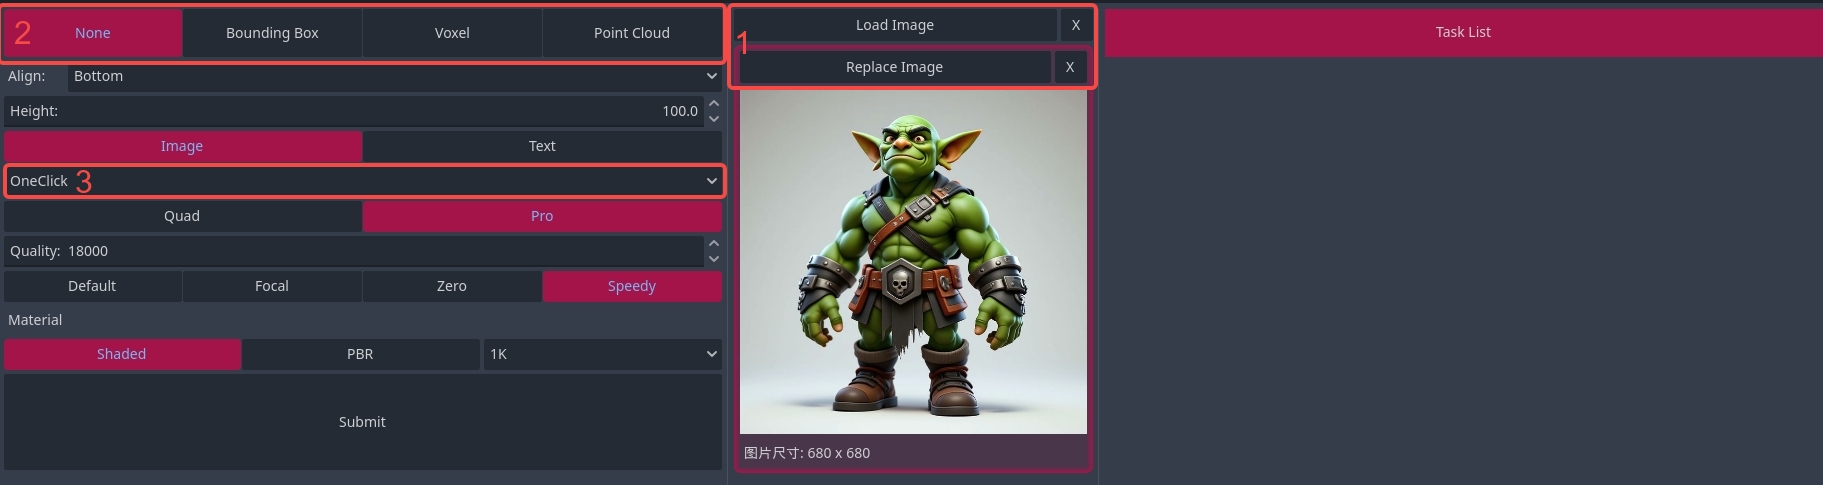 2 None Bounding Box Voxel Point Cloud
Align: Bottom
Height: 100.0
Image Text
OneClick 3
Quad Pro
Quality: 18000
Default Focal Zero Speedy
Material
Shaded PBR 1K
Submit
Load Image X
1
Replace Image X
图片尺寸: 680 x 680
Task List